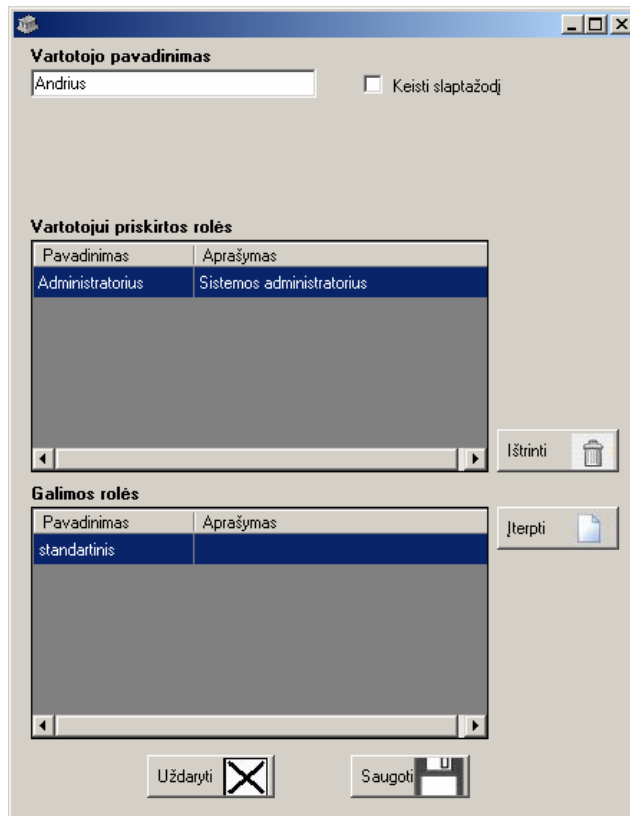 Vartotojo pavadinimas
Andrius
Keisti slaptažodį
Vartotojui priskirtos rolės
Pavadinimas Aprašymas
Administratorius Sistemos administratorius
Ištrinti
Galimos rolės
Pavadinimas Aprašymas
Įterpti
standartinis
Uždaryti Saugoti